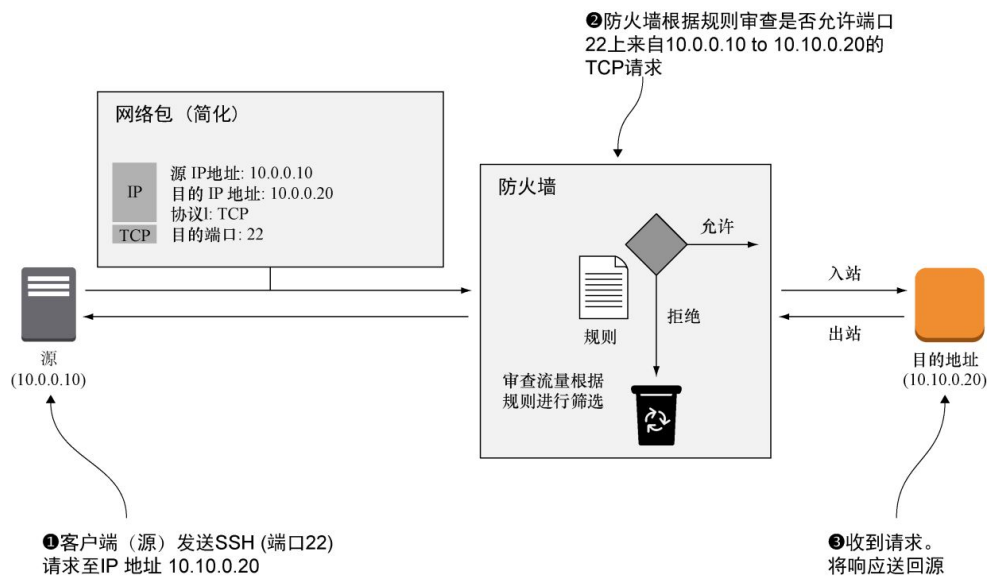 ❷防火墙根据规则审查是否允许端口
22上来自10.0.0.10 to 10.10.0.20的
TCP请求
网络包（简化）
IP
源 IP地址: 10.0.0.10
目的 IP 地址: 10.0.0.20
协议l: TCP
TCP
目的端口: 22
防火墙
允许
规则
拒绝
审查流量根据
规则进行筛选
入站
出站
源
(10.0.0.10)
目的地址
(10.10.0.20)
❶客户端（源）发送SSH (端口22)
请求至IP 地址 10.10.0.20
❸收到请求。
将响应送回源